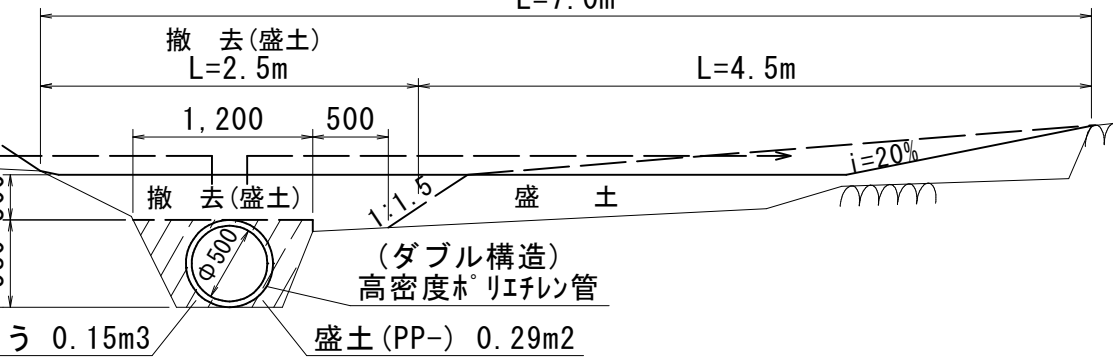 L=7.0m
撤 去(盛土)
L=2.5m
L=4.5m
1,200
500
i=20%
1:1.5
撤 去(盛土)
盛 土
Φ500
(ダブル構造)
高密度ポリエチレン管
う 0.15m3
盛土(PP-) 0.29m2